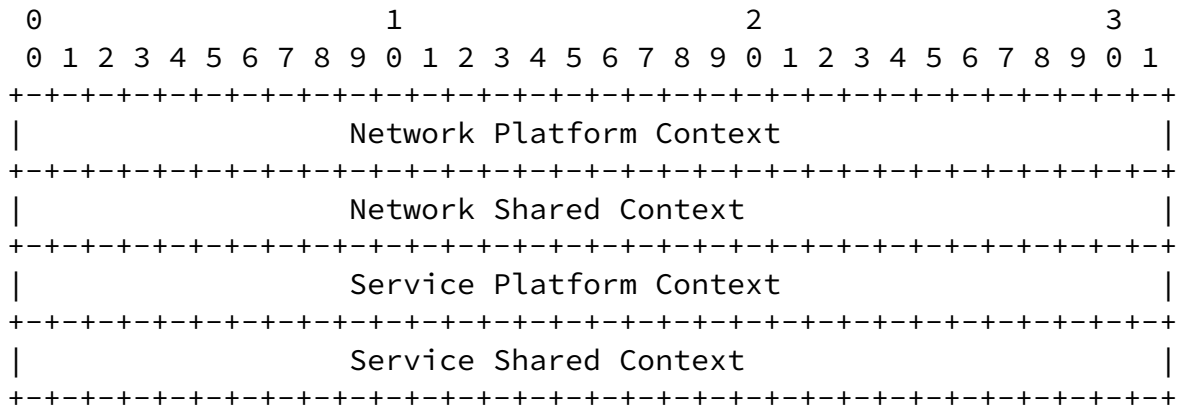 0                   1                   2                   3
 0 1 2 3 4 5 6 7 8 9 0 1 2 3 4 5 6 7 8 9 0 1 2 3 4 5 6 7 8 9 0 1
+-+-+-+-+-+-+-+-+-+-+-+-+-+-+-+-+-+-+-+-+-+-+-+-+-+-+-+-+-+-+-+-+
|                  Network Platform Context                     |
+-+-+-+-+-+-+-+-+-+-+-+-+-+-+-+-+-+-+-+-+-+-+-+-+-+-+-+-+-+-+-+-+
|                  Network Shared Context                       |
+-+-+-+-+-+-+-+-+-+-+-+-+-+-+-+-+-+-+-+-+-+-+-+-+-+-+-+-+-+-+-+-+
|                  Service Platform Context                     |
+-+-+-+-+-+-+-+-+-+-+-+-+-+-+-+-+-+-+-+-+-+-+-+-+-+-+-+-+-+-+-+-+
|                  Service Shared Context                       |
+-+-+-+-+-+-+-+-+-+-+-+-+-+-+-+-+-+-+-+-+-+-+-+-+-+-+-+-+-+-+-+-+